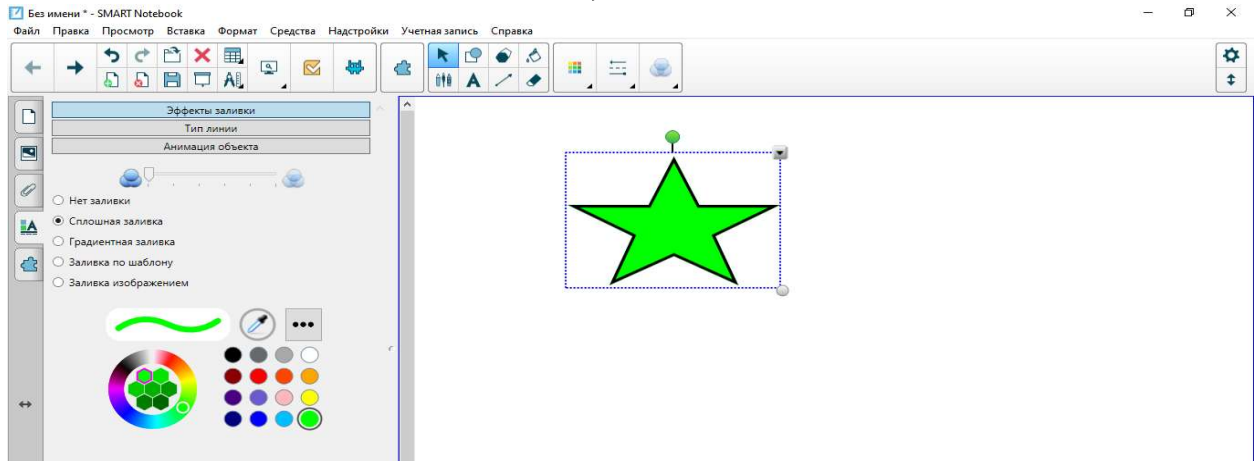 Без имени * - SMART Notebook
Файл Правка Просмотр Вставка Формат Средства Надстройки Учетная запись Справка
Эффекты заливки
Тип линии
Анимация объекта
Нет заливки
Сплошная заливка
Градиентная заливка
Заливка по шаблону
Заливка изображением